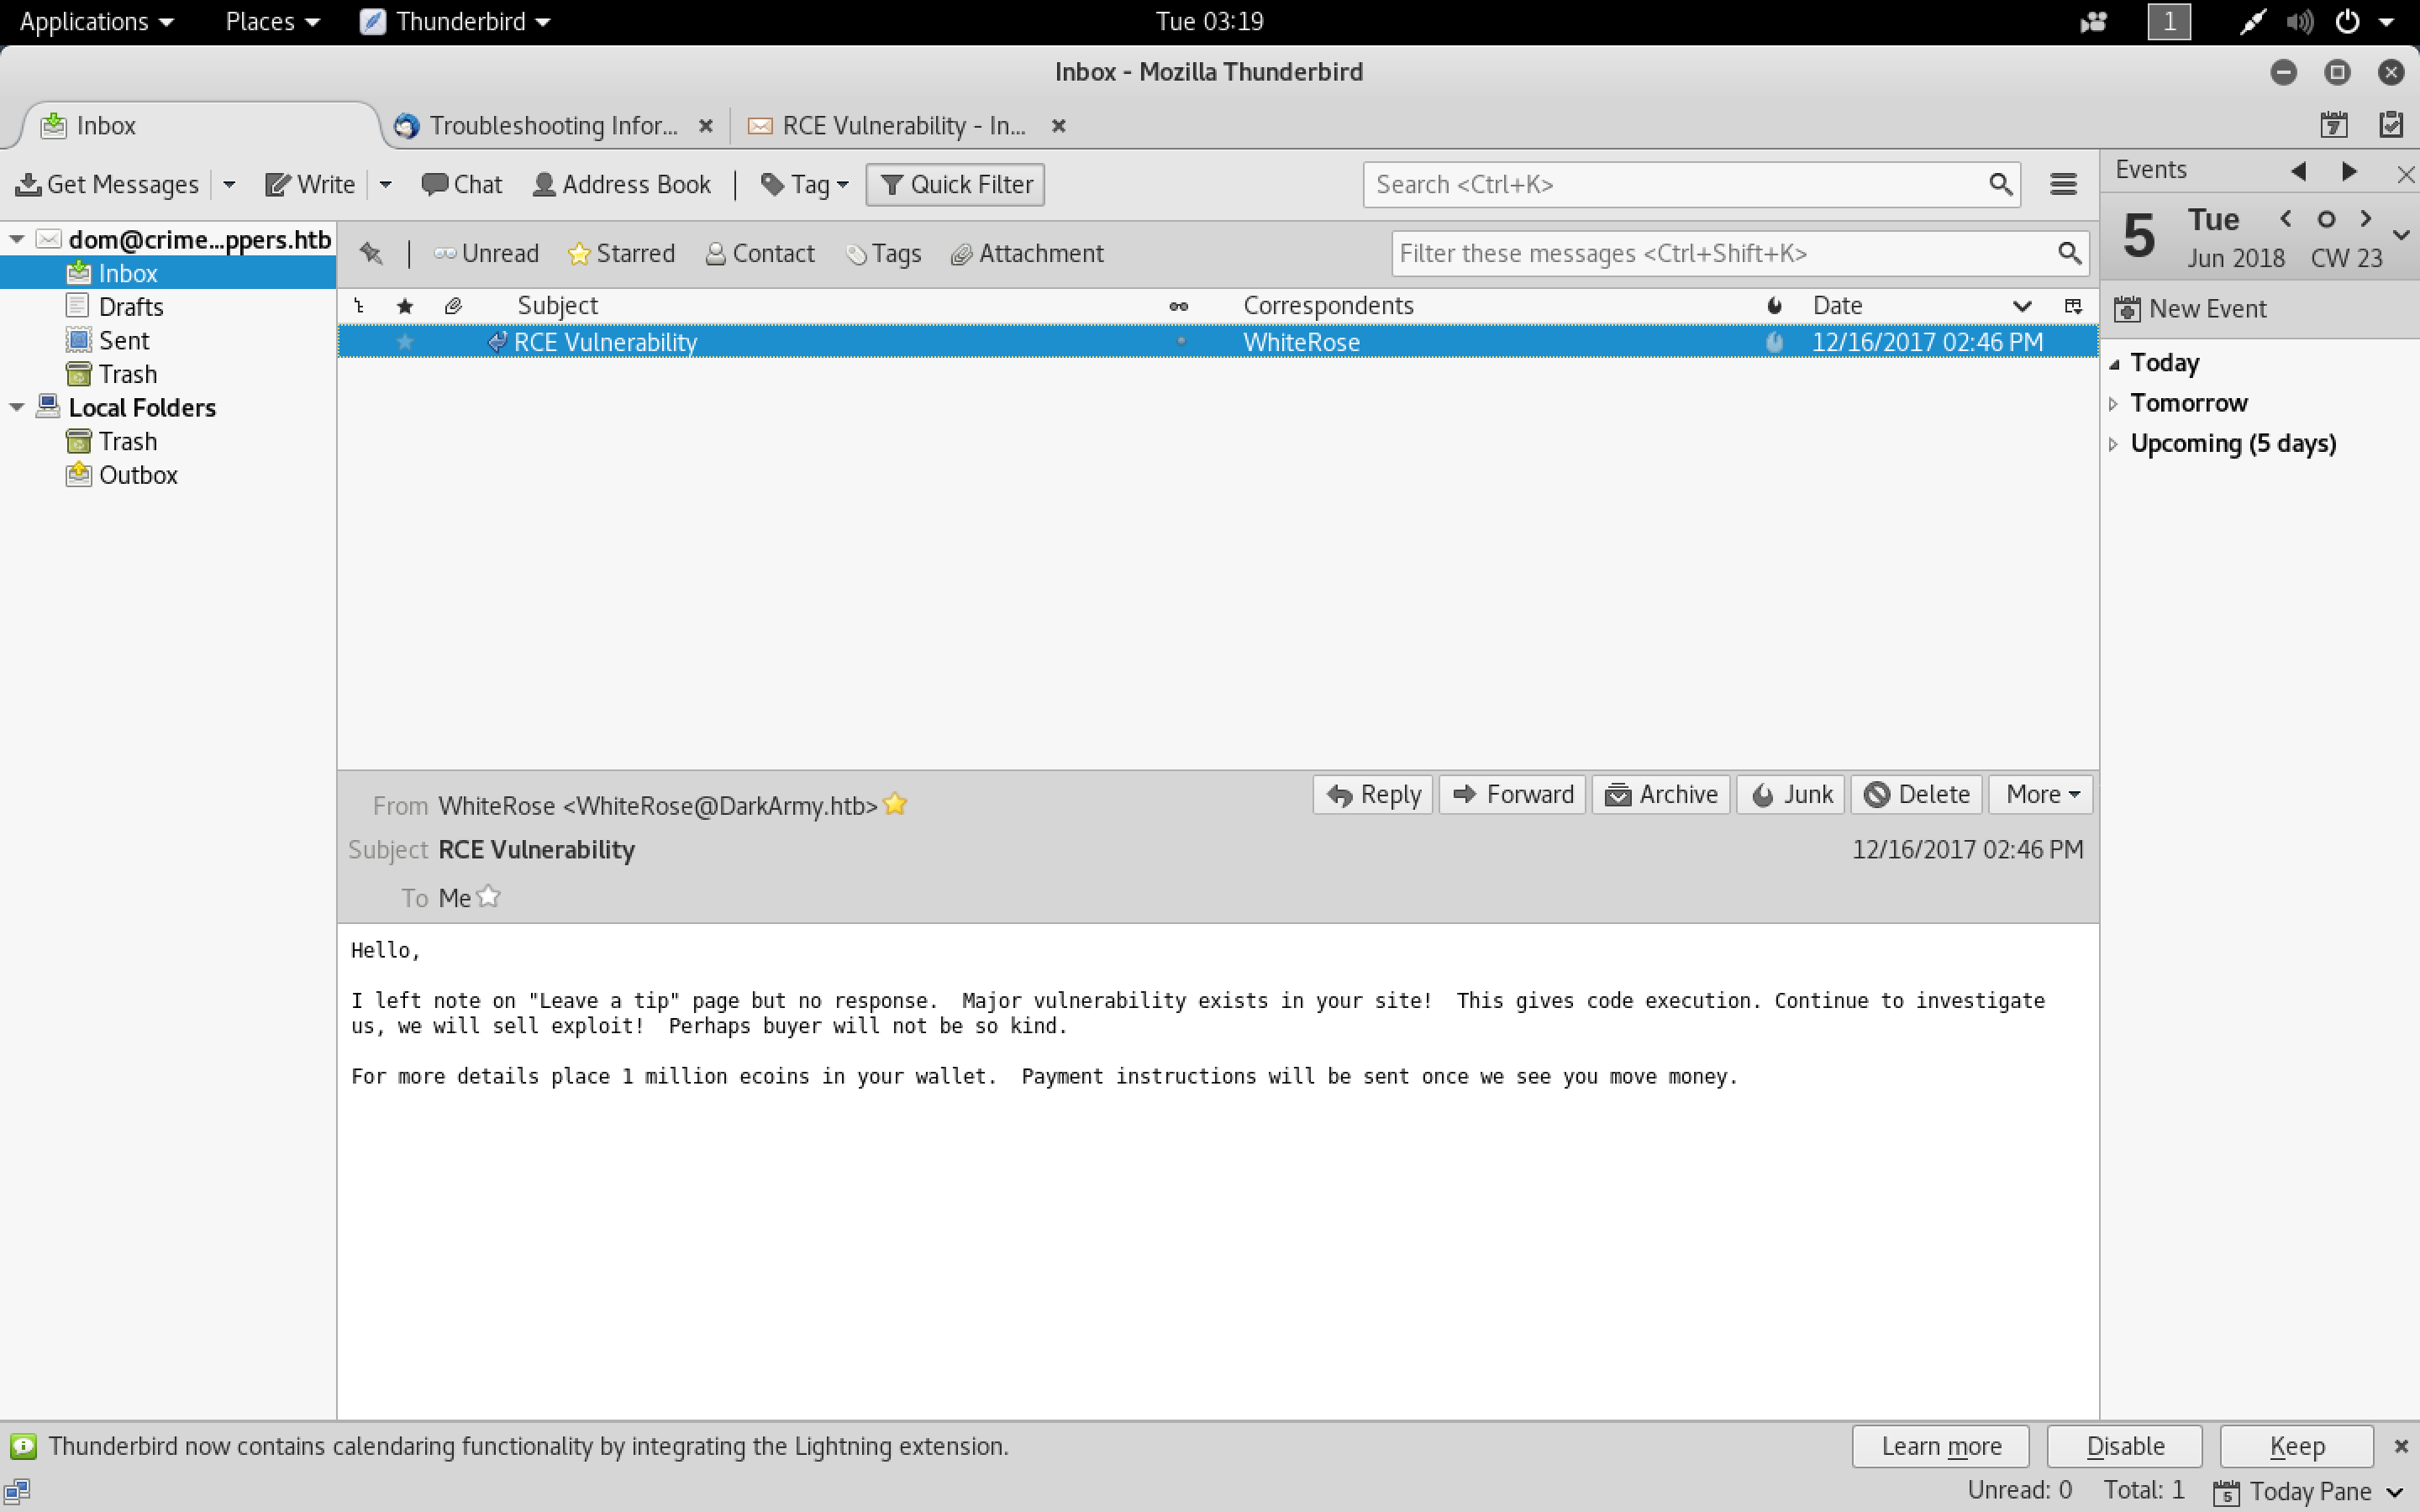 Applications Places Thunderbird Tue 03:19 1
Inbox - Mozilla Thunderbird
Inbox Troubleshooting Infor... RCE Vulnerability - In...
Get Messages Write Chat Address Book Tag Quick Filter Search <Ctrl+K>
dom@crime...ppers.htb
Inbox
Drafts
Sent
Trash
Local Folders
Trash
Outbox
Unread Starred Contact Tags Attachment Filter these messages <Ctrl+Shift+K>
Subject Correspondents Date
RCE Vulnerability WhiteRose 12/16/2017 02:46 PM
Events
5 Tue
Jun 2018 CW 23
New Event
Today
Tomorrow
Upcoming (5 days)
From WhiteRose <WhiteRose@DarkArmy.htb> Reply Forward Archive Junk Delete More
Subject RCE Vulnerability 12/16/2017 02:46 PM
To Me
Hello,
I left note on "Leave a tip" page but no response. Major vulnerability exists in your site! This gives code execution. Continue to investigate
us, we will sell exploit! Perhaps buyer will not be so kind.
For more details place 1 million ecoins in your wallet. Payment instructions will be sent once we see you move money.
Thunderbird now contains calendaring functionality by integrating the Lightning extension. Learn more Disable Keep
Unread: 0 Total: 1 5 Today Pane